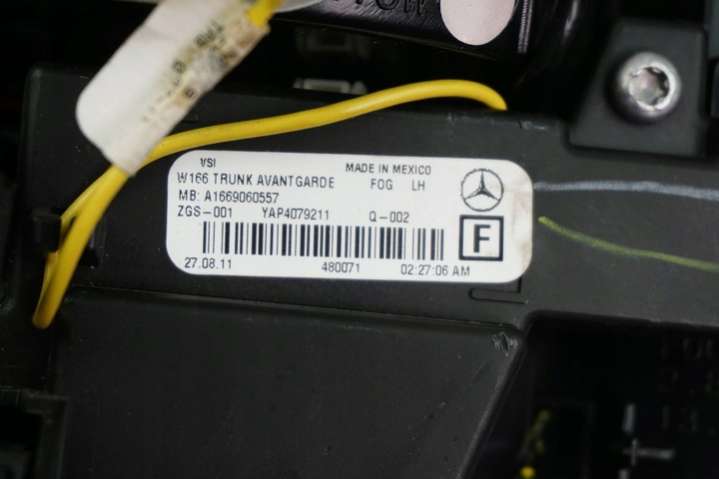 VSI MADE IN MEXICO
W166 TRUNK AVANTGARDE FOG LH
MB: A1669060557
ZGS-001 YAP4079211 Q-002
F
27.08.11 480071 02:27:06 AM